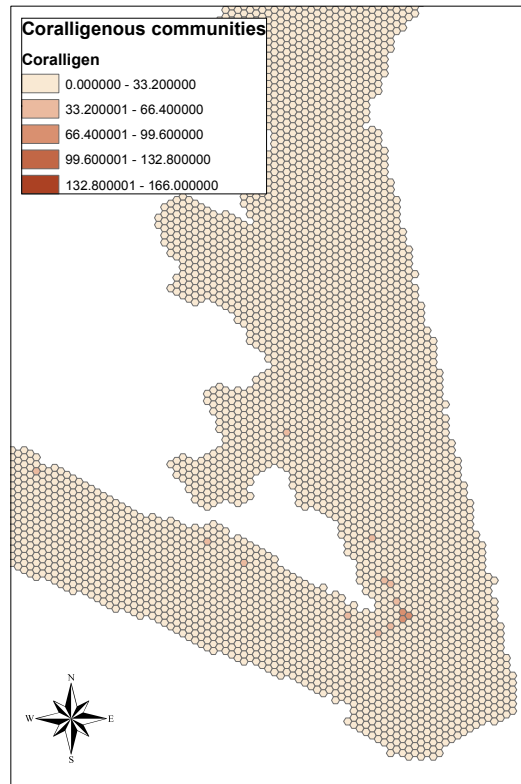 Coralligenous communities
Coralligen
0.000000 - 33.200000
33.200001 - 66.400000
66.400001 - 99.600000
99.600001 - 132.800000
132.800001 - 166.000000
N
W E
S